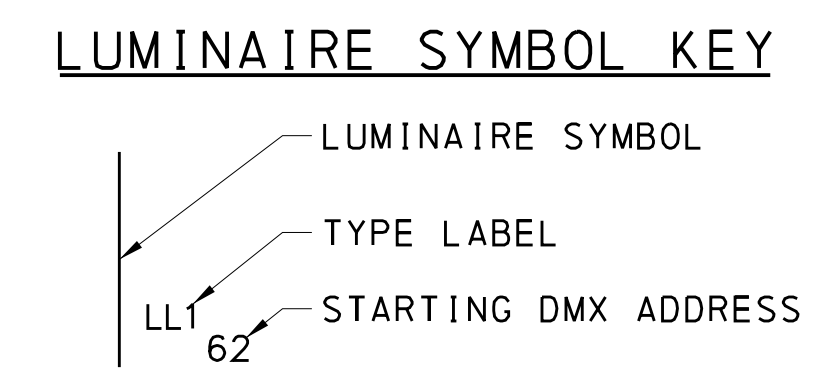 LUMINAIRE SYMBOL KEY
LUMINAIRE SYMBOL
TYPE LABEL
LL1
STARTING DMX ADDRESS
62